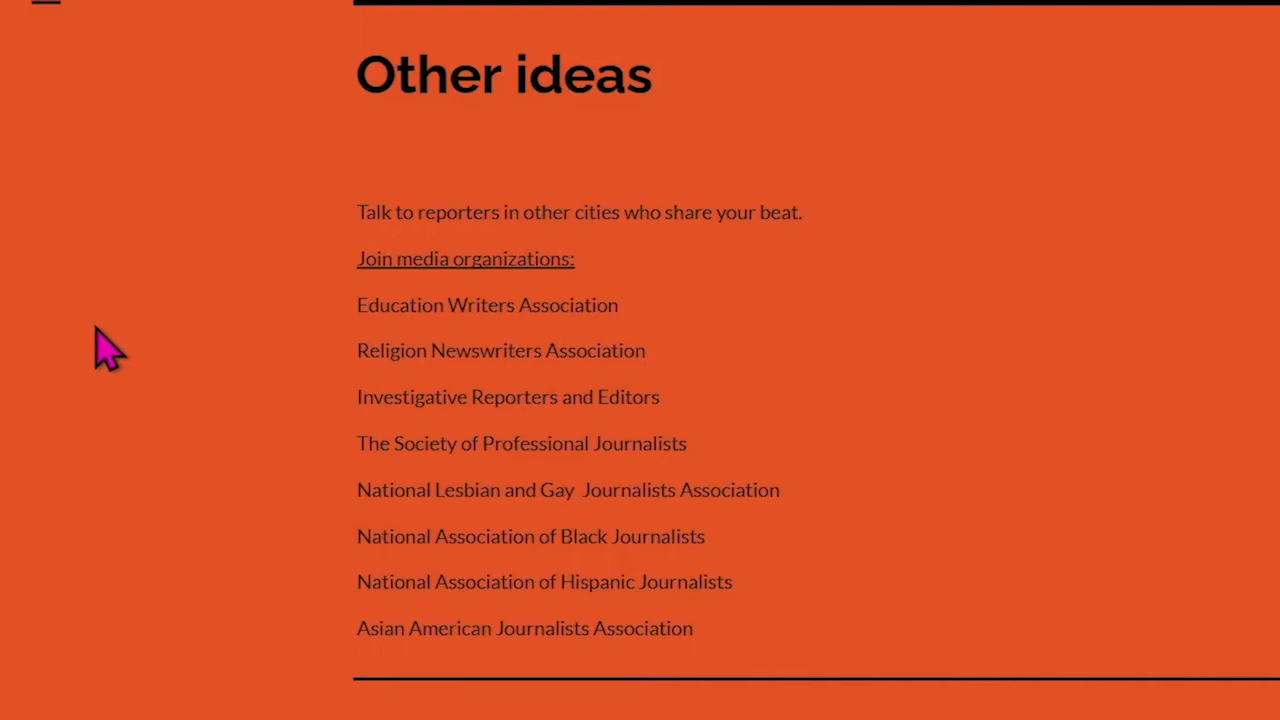 Other ideas
Talk to reporters in other cities who share your beat.
Join media organizations:
Education Writers Association
Religion Newswriters Association
Investigative Reporters and Editors
The Society of Professional Journalists
National Lesbian and Gay  Journalists Association
National Association of Black Journalists
National Association of Hispanic Journalists
Asian American Journalists Association